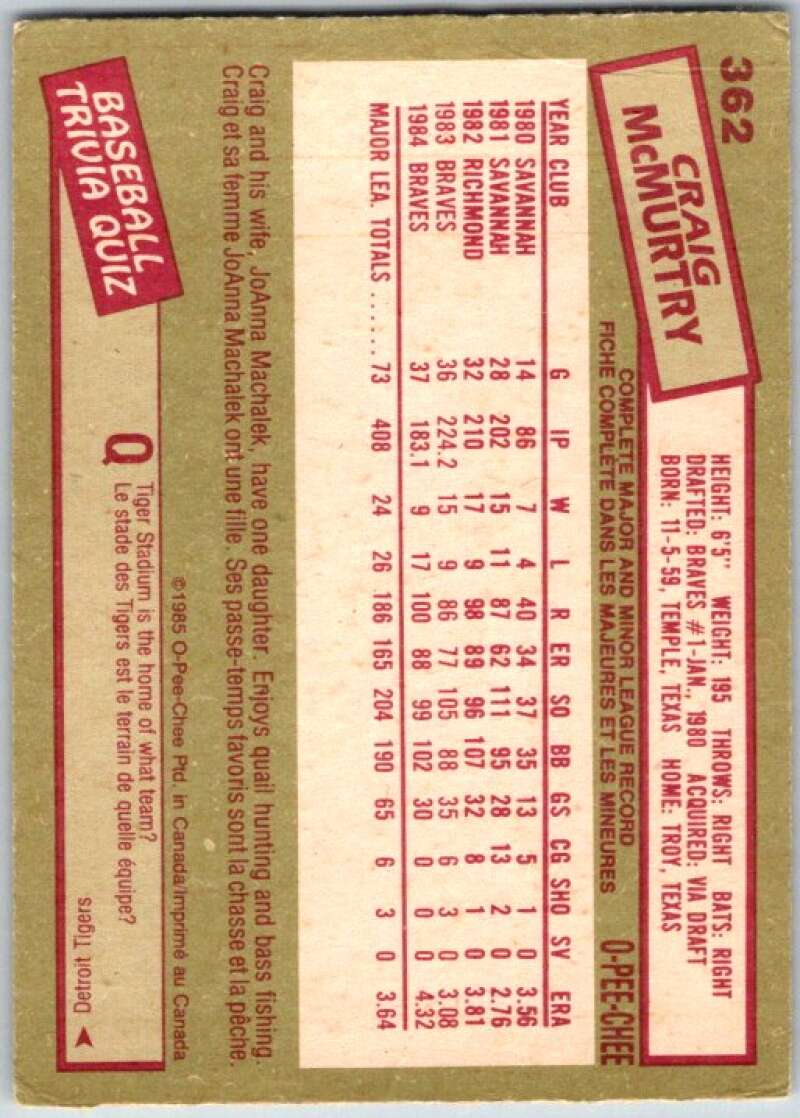 362
CRAIG
McMURTRY
HEIGHT: 6'5" WEIGHT: 195 THROWS: RIGHT BATS: RIGHT
DRAFTED: BRAVES #1-JAN., 1980 ACQUIRED: VIA DRAFT
BORN: 11-5-59, TEMPLE, TEXAS HOME: TROY, TEXAS
COMPLETE MAJOR AND MINOR LEAGUE RECORD
FICHE COMPLÈTE DANS LES MAJEURES ET LES MINEURES
O-PEE-CHEE
YEAR CLUB G IP W L R ER SO BB GS CG SHO SV ERA
1980 SAVANNAH 14 86 7 4 40 34 37 35 13 5 1 0 3.56
1981 SAVANNAH 28 202 15 11 87 62 111 95 28 13 2 0 2.76
1982 RICHMOND 32 210 17 9 98 89 96 107 32 8 1 0 3.81
1983 BRAVES 36 224.2 15 9 86 77 105 88 35 6 3 0 3.08
1984 BRAVES 37 183.1 9 17 100 88 99 102 30 0 0 0 4.32
MAJOR LEA. TOTALS ...... 73 408 24 26 186 165 204 190 65 6 3 0 3.64
Craig and his wife, JoAnna Machalek, have one daughter. Enjoys quail hunting and bass fishing.
Craig et sa femme JoAnna Machalek ont une fille. Ses passe-temps favoris sont la chasse et la pêche.
©1985 O-Pee-Chee Ptd. in Canada/Imprimé au Canada
BASEBALL
TRIVIA QUIZ
Q
Tiger Stadium is the home of what team?
Le stade des Tigers est le terrain de quelle équipe?
Detroit Tigers